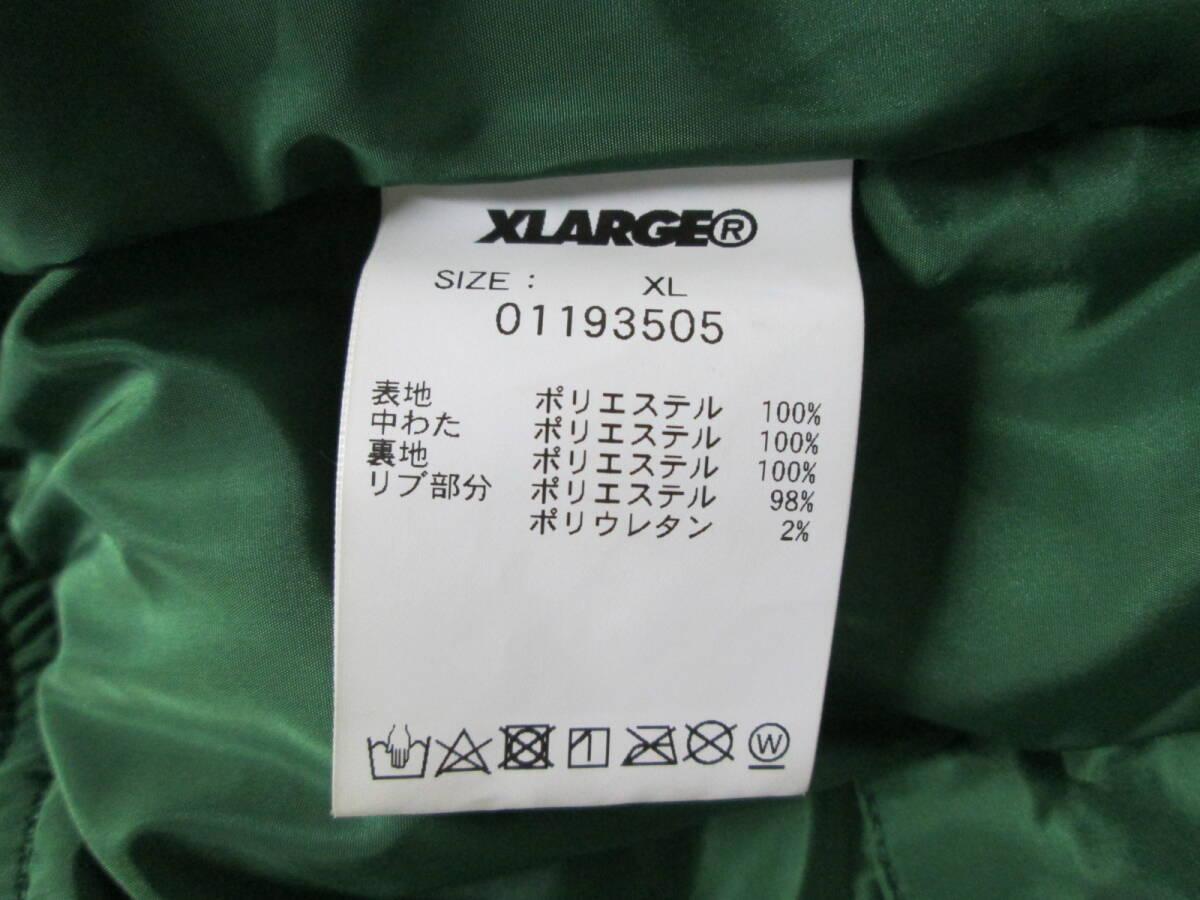 XLARGE®
SIZE : XL
01193505
表地 ポリエステル 100%
中わた ポリエステル 100%
裏地 ポリエステル 100%
リブ部分 ポリエステル 98%
ポリウレタン 2%
W